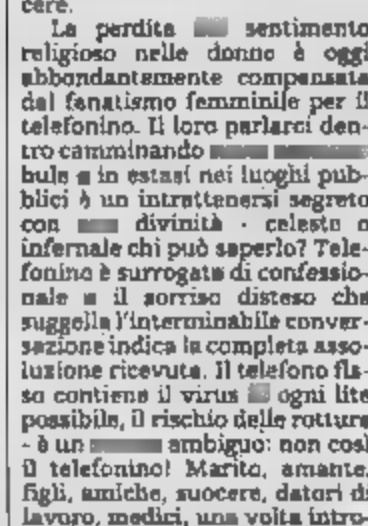 cere.
La perdita sentimento
religioso nelle donne è oggi
abbondantemente compensata
dal fanatismo femminile per il
telefonino. Il loro parlarci den-
tro camminando
bule e in estasi nei luoghi pub-
blici è un intrattenersi segreto
con divinità - celeste o
infernale chi può saperlo? Tele-
fonino è surrogato di confessio-
nale e il sorriso disteso che
suggella l'interminabile conver-
sazione indica la completa asso-
luzione ricevuta. Il telefono fis-
so contiene il virus ogni lite
possibile, il rischio delle rotture
- è un ambiguo: non così
il telefonino! Marito, amante,
figli, amiche, suocere, datori di
lavoro, medici, una volta intro-